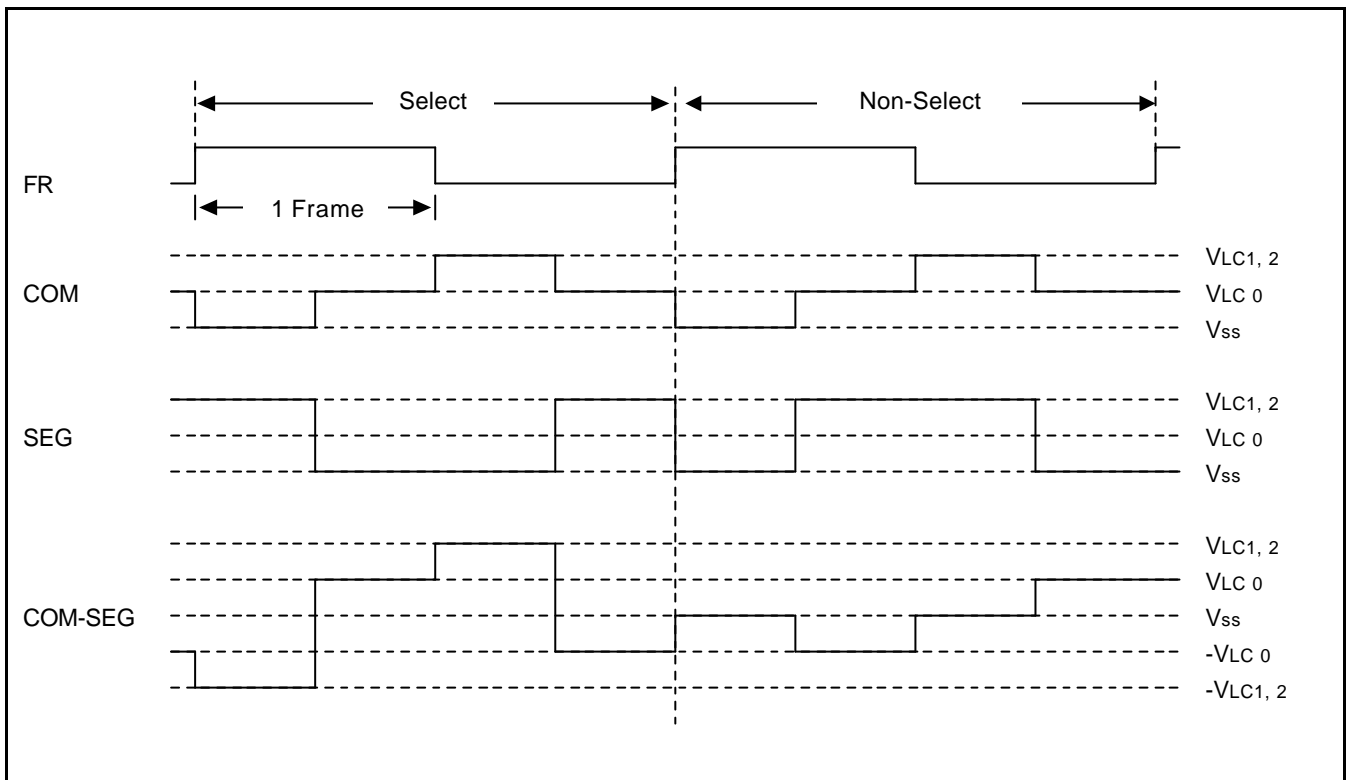 Select
Non-Select
FR
1 Frame
VLC1, 2
COM
VLC 0
Vss
VLC1, 2
SEG
VLC 0
Vss
VLC1, 2
VLC 0
COM-SEG
Vss
-VLC 0
-VLC1, 2